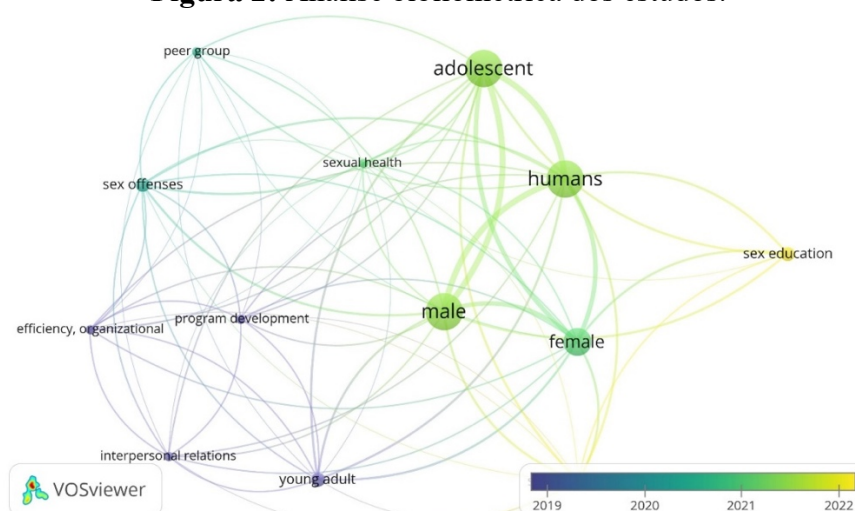 Figura 2: Análise bibliométrica dos estudos.
peer group
adolescent
sexual health
sex offenses
humans
sex education
efficiency, organizational
program development
male
female
interpersonal relations
young adult
VOSviewer
2019
2020
2021
2022